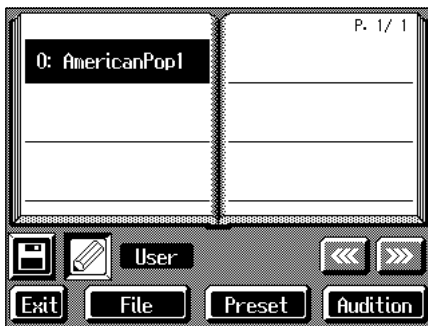 P. 1/ 1
0: AmericanPop1
User
Exit File Preset Audition